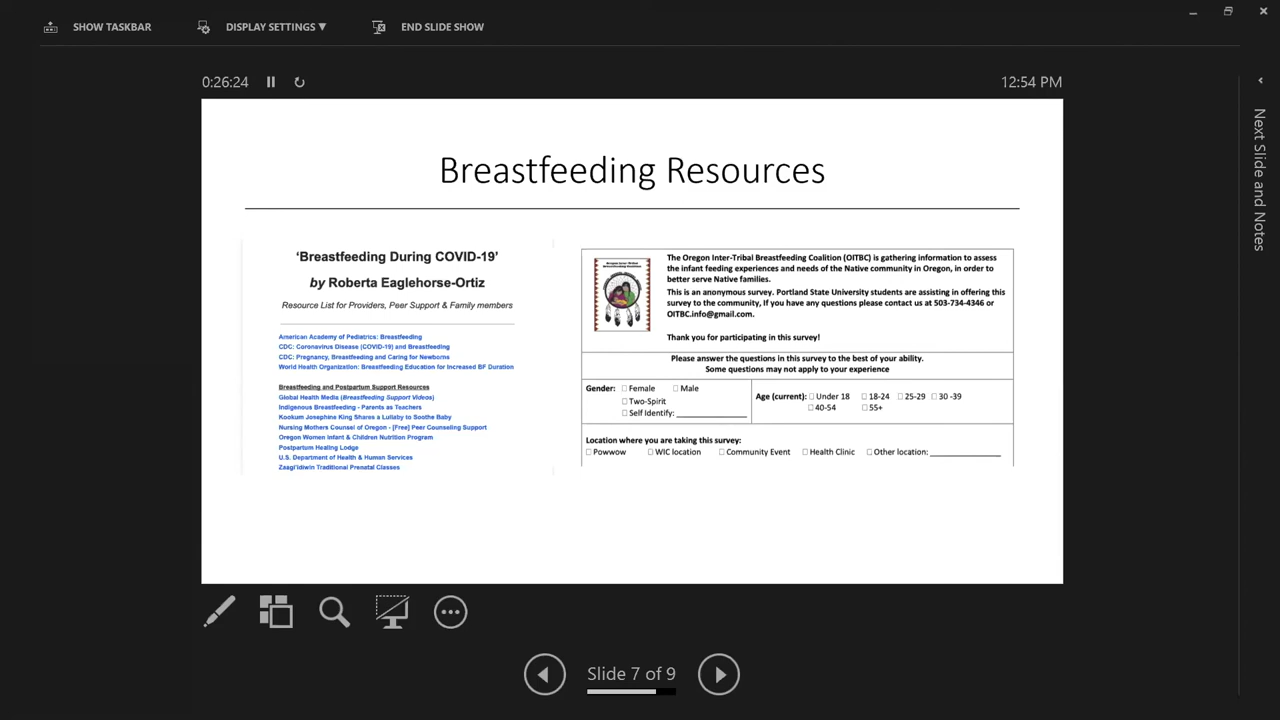 SHOW TASKBAR
DISPLAY SETTINGS ▼
END SLIDE SHOW
0:26:24
12:54 PM
Breastfeeding Resources
‘Breastfeeding During COVID-19’
by Roberta Eaglehorse-Ortiz
Resource List for Providers, Peer Support & Family members
American Academy of Pediatrics: Breastfeeding
CDC: Coronavirus Disease (COVID-19) and Breastfeeding
CDC: Pregnancy, Breastfeeding and Caring for Newborns
World Health Organization: Breastfeeding Education for Increased BF Duration
Breastfeeding and Postpartum Support Resources
Global Health Media (Breastfeeding Support Videos)
Indigenous Breastfeeding - Parents as Teachers
Kookum Josephine King Shares a Lullaby to Soothe Baby
Nursing Mothers Counsel of Oregon - [Free] Peer Counseling Support
Oregon Women Infant & Children Nutrition Program
Postpartum Healing Lodge
U.S. Department of Health & Human Services
Zaagi'idiwin Traditional Prenatal Classes
The Oregon Inter-Tribal Breastfeeding Coalition (OITBC) is gathering information to assess
the infant feeding experiences and needs of the Native community in Oregon, in order to
better serve Native families.
This is an anonymous survey. Portland State University students are assisting in offering this
survey to the community, If you have any questions please contact us at 503-734-4346 or
OITBC.info@gmail.com.
Thank you for participating in this survey!
Please answer the questions in this survey to the best of your ability.
Some questions may not apply to your experience
Gender: ☐ Female ☐ Male
☐ Two-Spirit
☐ Self Identify: ______________
Age (current): ☐ Under 18 ☐ 18-24 ☐ 25-29 ☐ 30 -39
☐ 40-54 ☐ 55+
Location where you are taking this survey:
☐ Powwow ☐ WIC location ☐ Community Event ☐ Health Clinic ☐ Other location: ______________
Next Slide and Notes
Slide 7 of 9